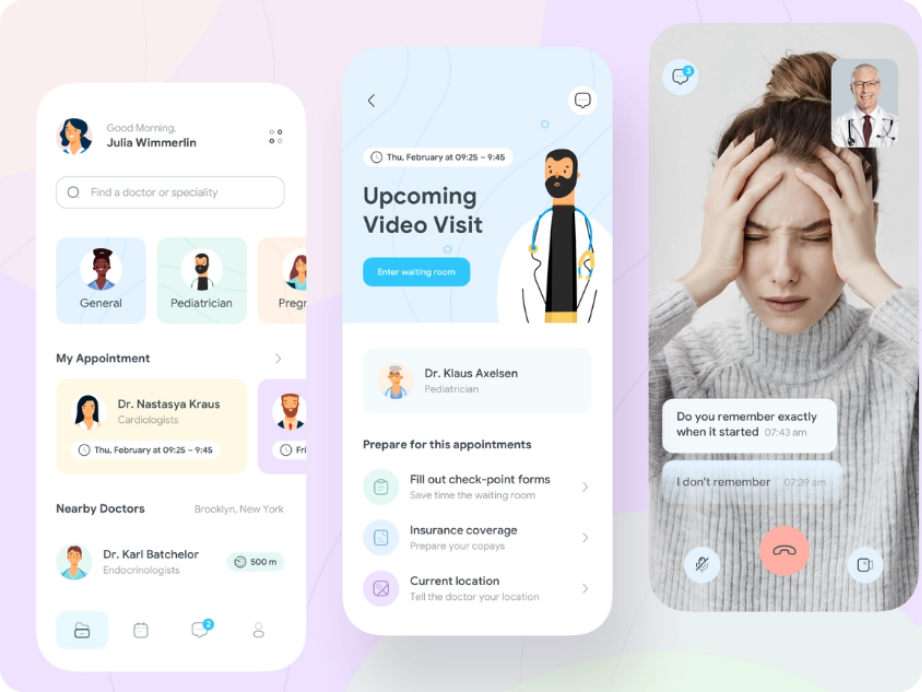 Good Morning,
Julia Wimmerlin
Find a doctor or speciality
General
Pediatrician
Pregn
My Appointment
Dr. Nastasya Kraus
Cardiologists
Thu, February at 09:25 – 9:45
Fri
Nearby Doctors
Brooklyn, New York
Dr. Karl Batchelor
Endocrinologists
500 m
2
Thu, February at 09:25 – 9:45
Upcoming
Video Visit
Enter waiting room
Dr. Klaus Axelsen
Pediatrician
Prepare for this appointments
Fill out check-point forms
Save time the waiting room
Insurance coverage
Prepare your copays
Current location
Tell the doctor your location
3
Do you remember exactly
when it started 07:43 am
I don't remember 07:39 am